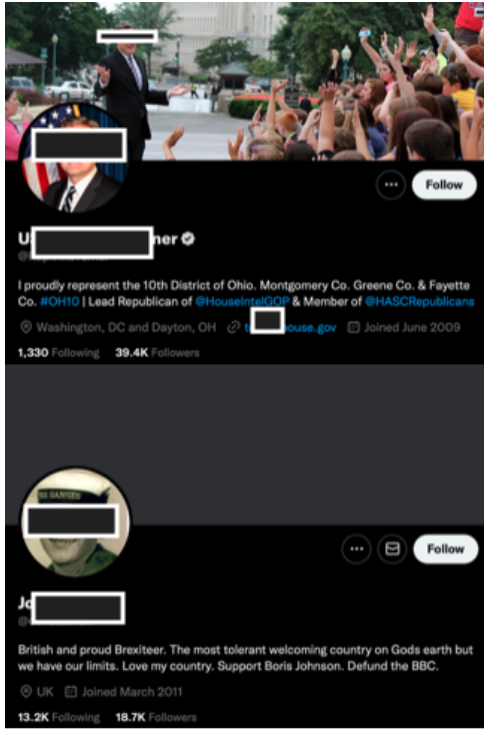 Follow
U
ner
I proudly represent the 10th District of Ohio. Montgomery Co. Greene Co. & Fayette
Co. #OH10 | Lead Republican of @HouseIntelGOP & Member of @HASCRepublicans
Washington, DC and Dayton, OH t ouse.gov Joined June 2009
1,330 Following 39.4K Followers
Follow
Jo
British and proud Brexiteer. The most tolerant welcoming country on Gods earth but
we have our limits. Love my country. Support Boris Johnson. Defund the BBC.
UK Joined March 2011
13.2K Following 18.7K Followers